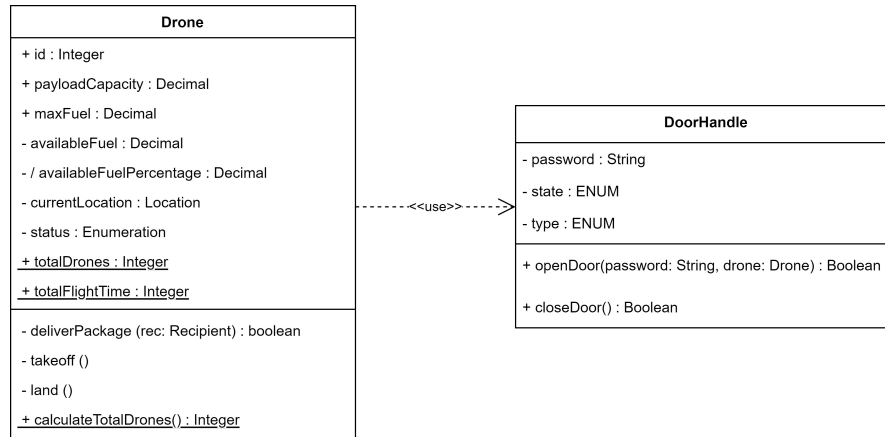 Drone
+ id : Integer
+ payloadCapacity : Decimal
+ maxFuel : Decimal
- availableFuel : Decimal
- / availableFuelPercentage : Decimal
- currentLocation : Location
- status : Enumeration
+ totalDrones : Integer
+ totalFlightTime : Integer
- deliverPackage (rec: Recipient) : boolean
- takeoff ()
- land ()
+ calculateTotalDrones() : Integer
<<use>>
DoorHandle
- password : String
- state : ENUM
- type : ENUM
+ openDoor(password: String, drone: Drone) : Boolean
+ closeDoor() : Boolean